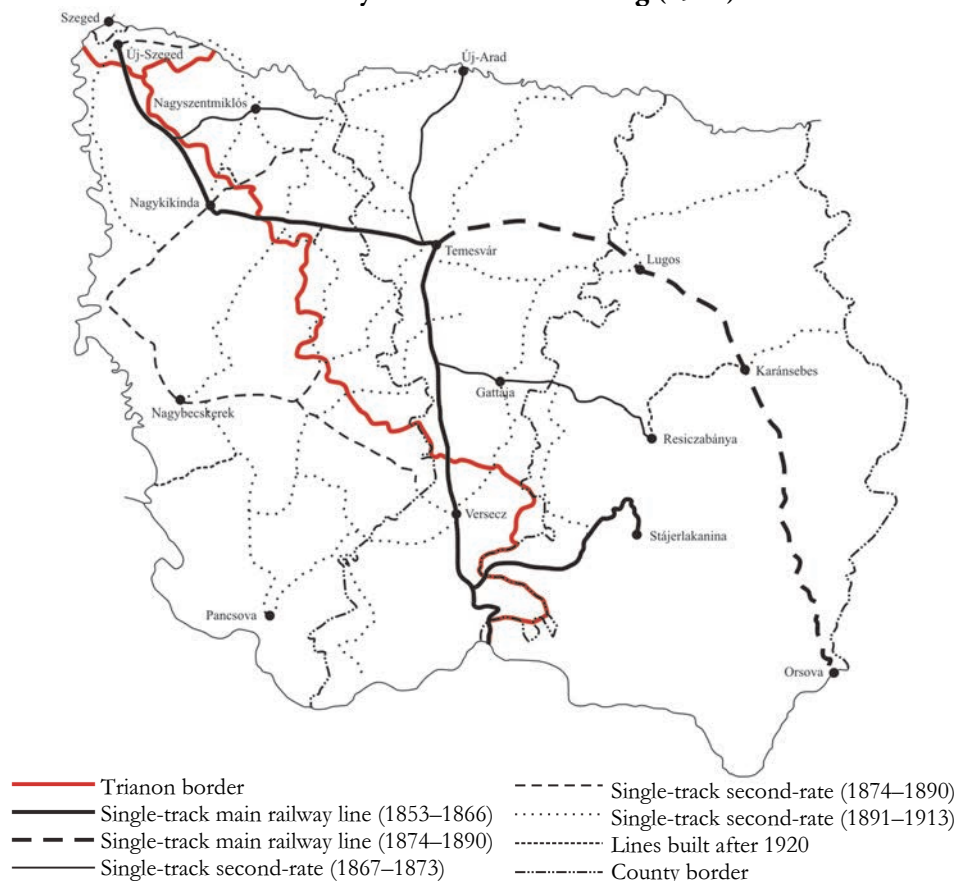 Szeged
Új-Szeged
Új-Arad
Nagyszentmiklós
Nagykikinda
Temesvár
Lugos
Karánsebes
Gattája
Nagybecskerek
Resiczabánya
Versecz
Stájerlakanina
Pancsova
Orsova
Trianon border
Single-track main railway line (1853–1866)
Single-track main railway line (1874–1890)
Single-track second-rate (1867–1873)
Single-track second-rate (1874–1890)
Single-track second-rate (1891–1913)
Lines built after 1920
County border